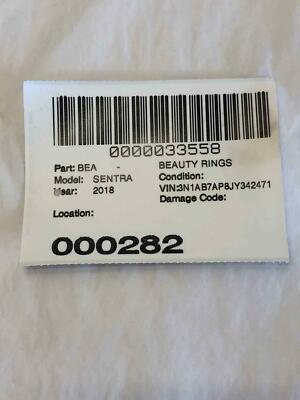 0000033558
Part: BEA - BEAUTY RINGS
Model: SENTRA Condition:
Year: 2018 VIN:3N1AB7AP8JY342471
Damage Code:
Location:
000282